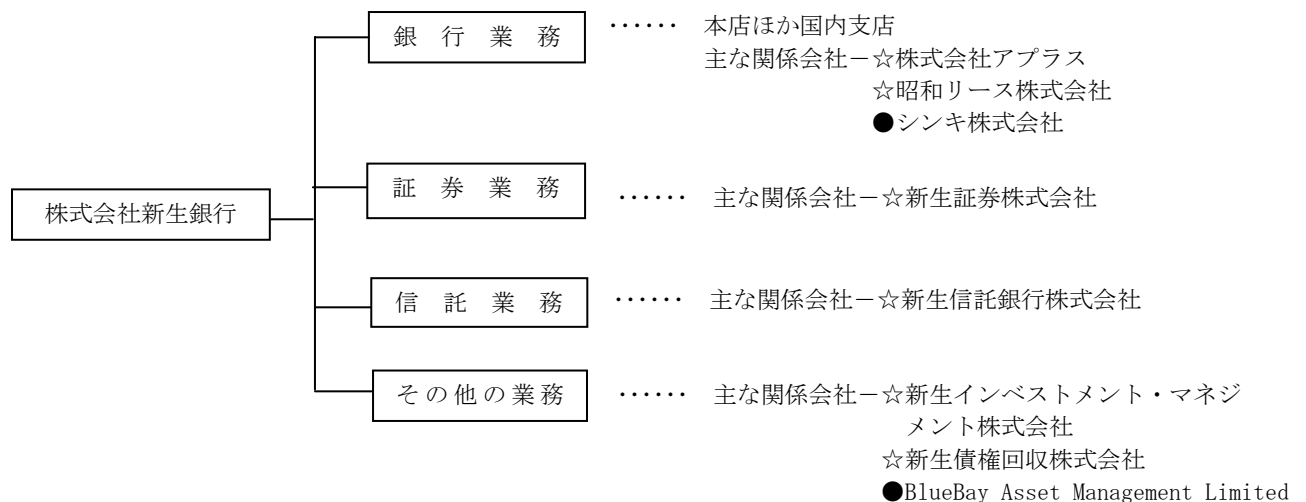 銀行業務 ‥‥‥ 本店ほか国内支店
主な関係会社－☆株式会社アプラス
☆昭和リース株式会社
●シンキ株式会社
株式会社新生銀行
証券業務 ‥‥‥ 主な関係会社－☆新生証券株式会社
信託業務 ‥‥‥ 主な関係会社－☆新生信託銀行株式会社
その他の業務 ‥‥‥ 主な関係会社－☆新生インベストメント・マネジ
メント株式会社
☆新生債権回収株式会社
●BlueBay Asset Management Limited